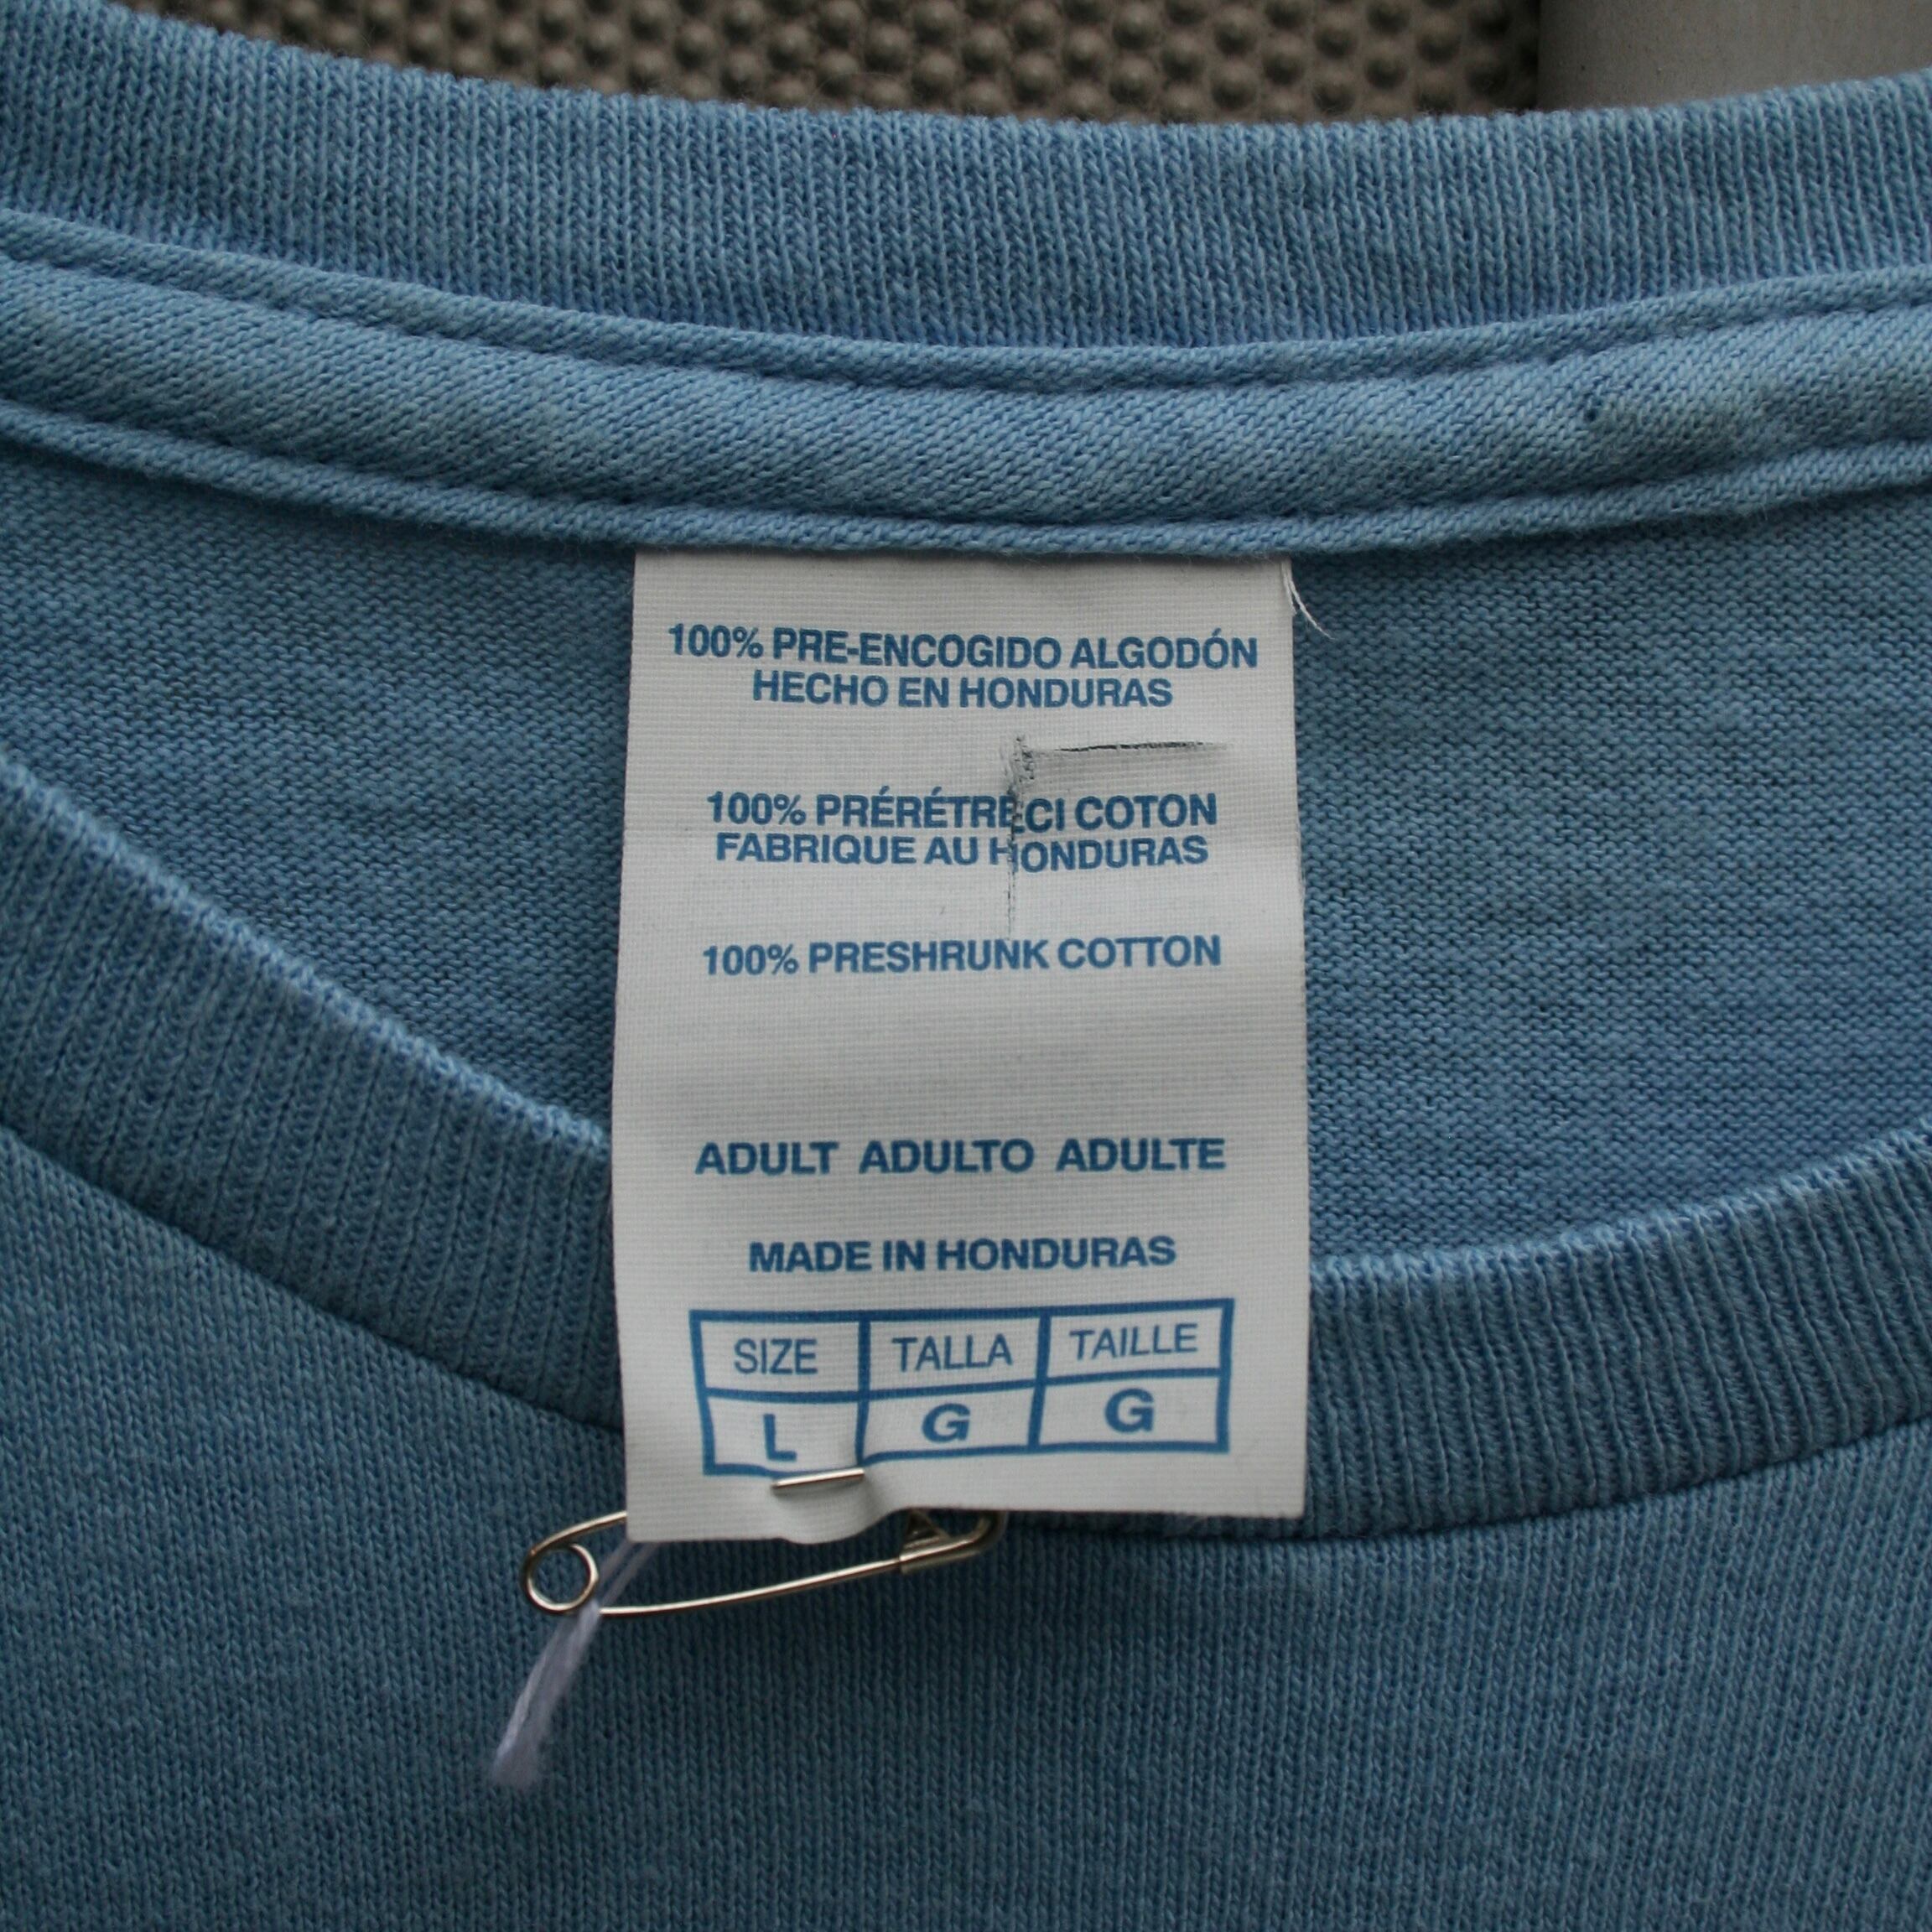 100% PRE-ENCOGIDO ALGODÓN
HECHO EN HONDURAS
100% PRÉRÉTRÉCI COTON
FABRIQUE AU HONDURAS
100% PRESHRUNK COTTON
ADULT ADULTO ADULTE
MADE IN HONDURAS
SIZE TALLA TAILLE
L G G